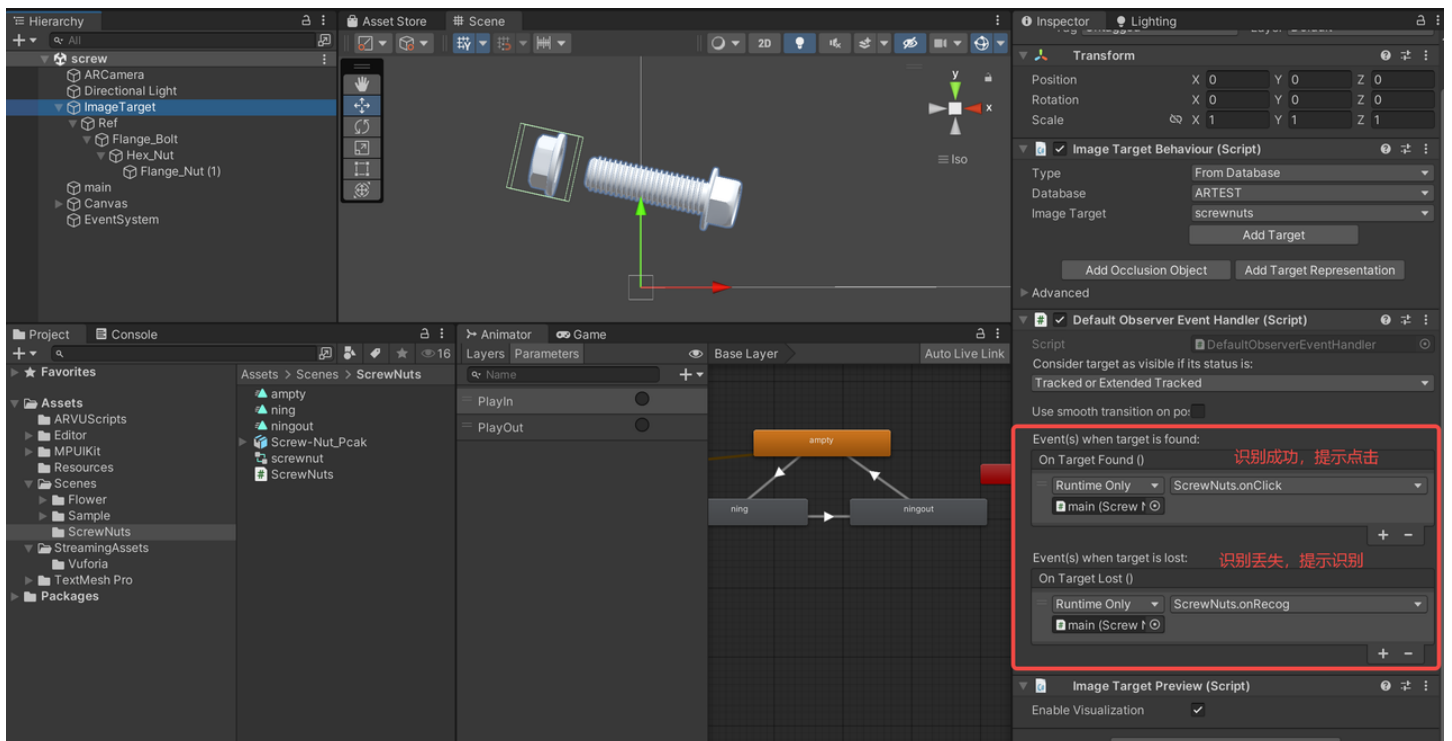 Hierarchy
All
screw
ARCamera
Directional Light
ImageTarget
Ref
Flange_Bolt
Hex_Nut
Flange_Nut (1)
main
Canvas
EventSystem
Asset Store
Scene
2D
y
x
Iso
Inspector
Lighting
Transform
Position X 0 Y 0 Z 0
Rotation X 0 Y 0 Z 0
Scale X 1 Y 1 Z 1
Image Target Behaviour (Script)
Type From Database
Database ARTEST
Image Target screwnuts
Add Target
Add Occlusion Object Add Target Representation
Advanced
Default Observer Event Handler (Script)
Script DefaultObserverEventHandler
Consider target as visible if its status is:
Tracked or Extended Tracked
Use smooth transition on po
Event(s) when target is found:
On Target Found () 识别成功，提示点击
Runtime Only ScrewNuts.onClick
main (Screw
Event(s) when target is lost: 识别丢失，提示识别
On Target Lost ()
Runtime Only ScrewNuts.onRecog
main (Screw
Image Target Preview (Script)
Enable Visualization
Project
Console
16
Favorites
Assets
ARVUScripts
Editor
MPUIKit
Resources
Scenes
Flower
Sample
ScrewNuts
StreamingAssets
Vuforia
TextMesh Pro
Packages
Assets > Scenes > ScrewNuts
ampty
ning
ningout
Screw-Nut_Pcak
screwnut
ScrewNuts
Animator
Game
Layers Parameters
Base Layer
Auto Live Link
Name
PlayIn
PlayOut
ampty
ning
ningout